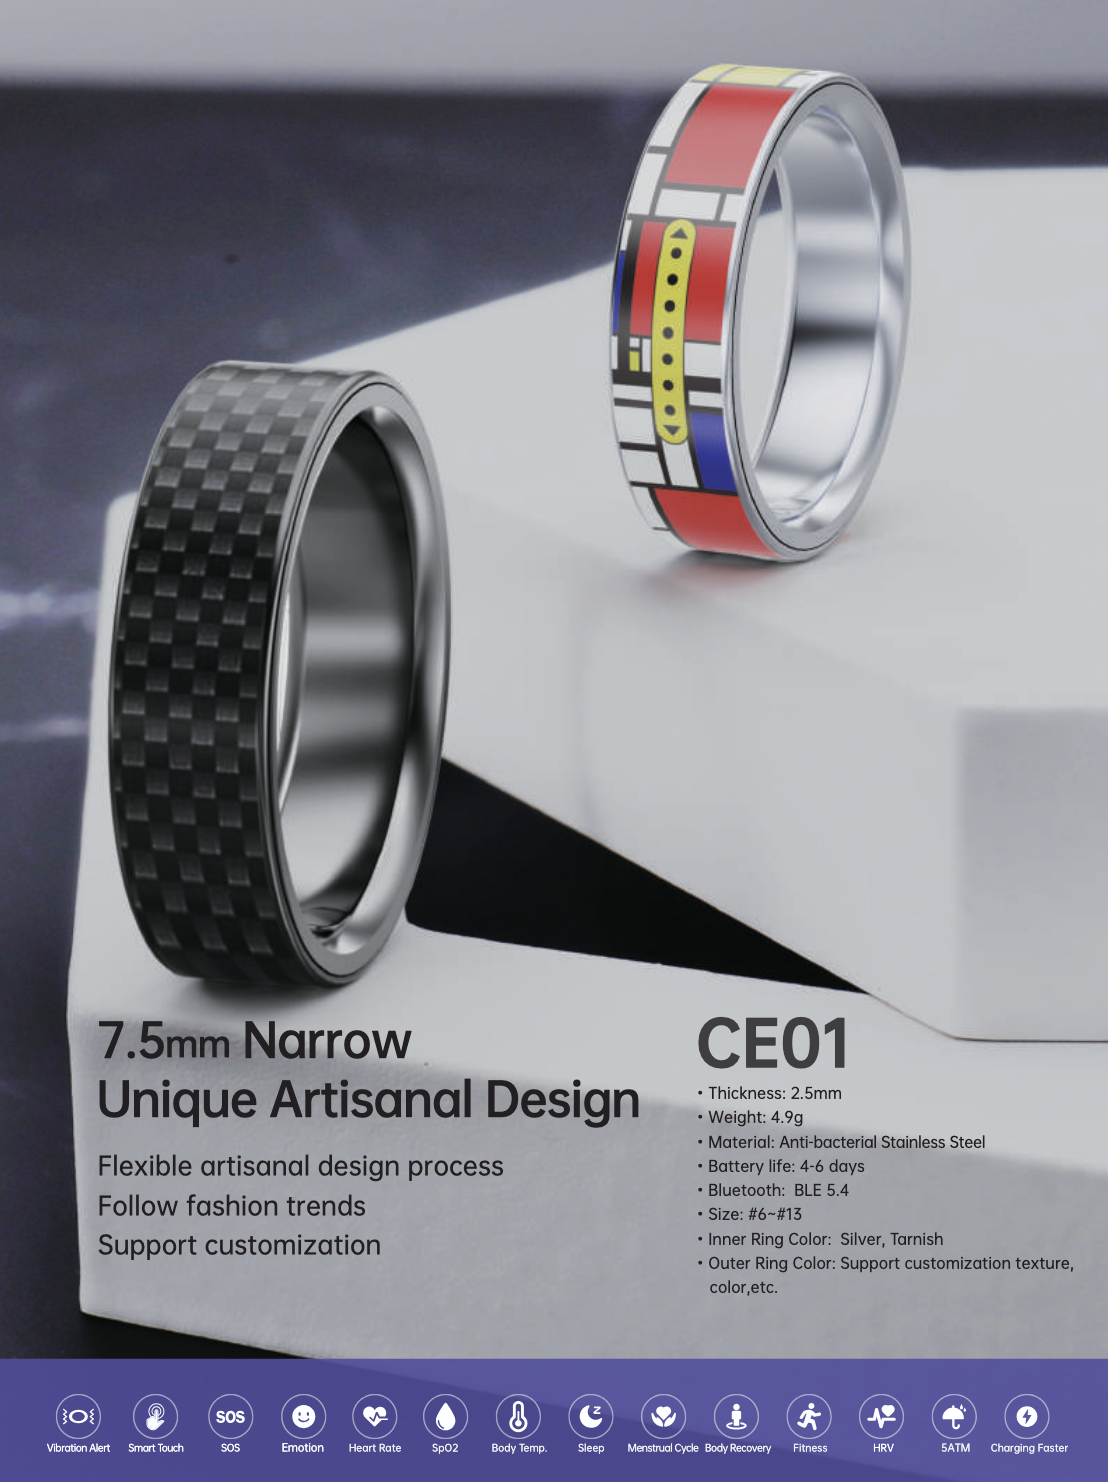 7.5mm Narrow
Unique Artisanal Design
Flexible artisanal design process
Follow fashion trends
Support customization
CE01
• Thickness: 2.5mm
• Weight: 4.9g
• Material: Anti-bacterial Stainless Steel
• Battery life: 4-6 days
• Bluetooth:  BLE 5.4
• Size: #6~#13
• Inner Ring Color:  Silver, Tarnish
• Outer Ring Color: Support customization texture,
color,etc.
SOS
Z
Vibration Alert
Smart Touch
SOS
Emotion
Heart Rate
SpO2
Body Temp.
Sleep
Menstrual Cycle
Body Recovery
Fitness
HRV
5ATM
Charging Faster